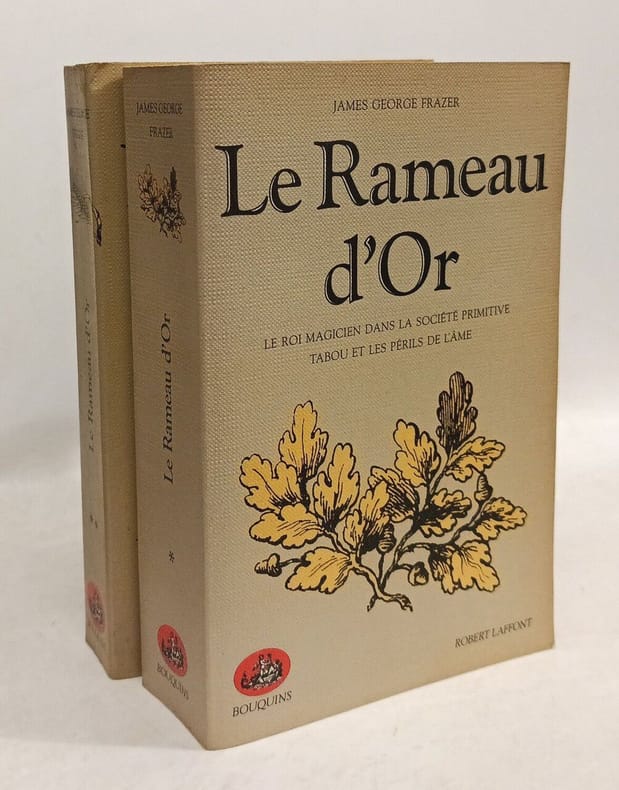 JAMES GEORGE FRAZER
Le Rameau
d'Or
LE ROI MAGICIEN DANS LA SOCIÉTÉ PRIMITIVE
TABOU ET LES PÉRILS DE L'ÂME
ROBERT LAFFONT
BOUQUINS
JAMES GEORGE
FRAZER
Le Rameau d'Or
*
BOUQUINS
Le Rameau d'Or
**